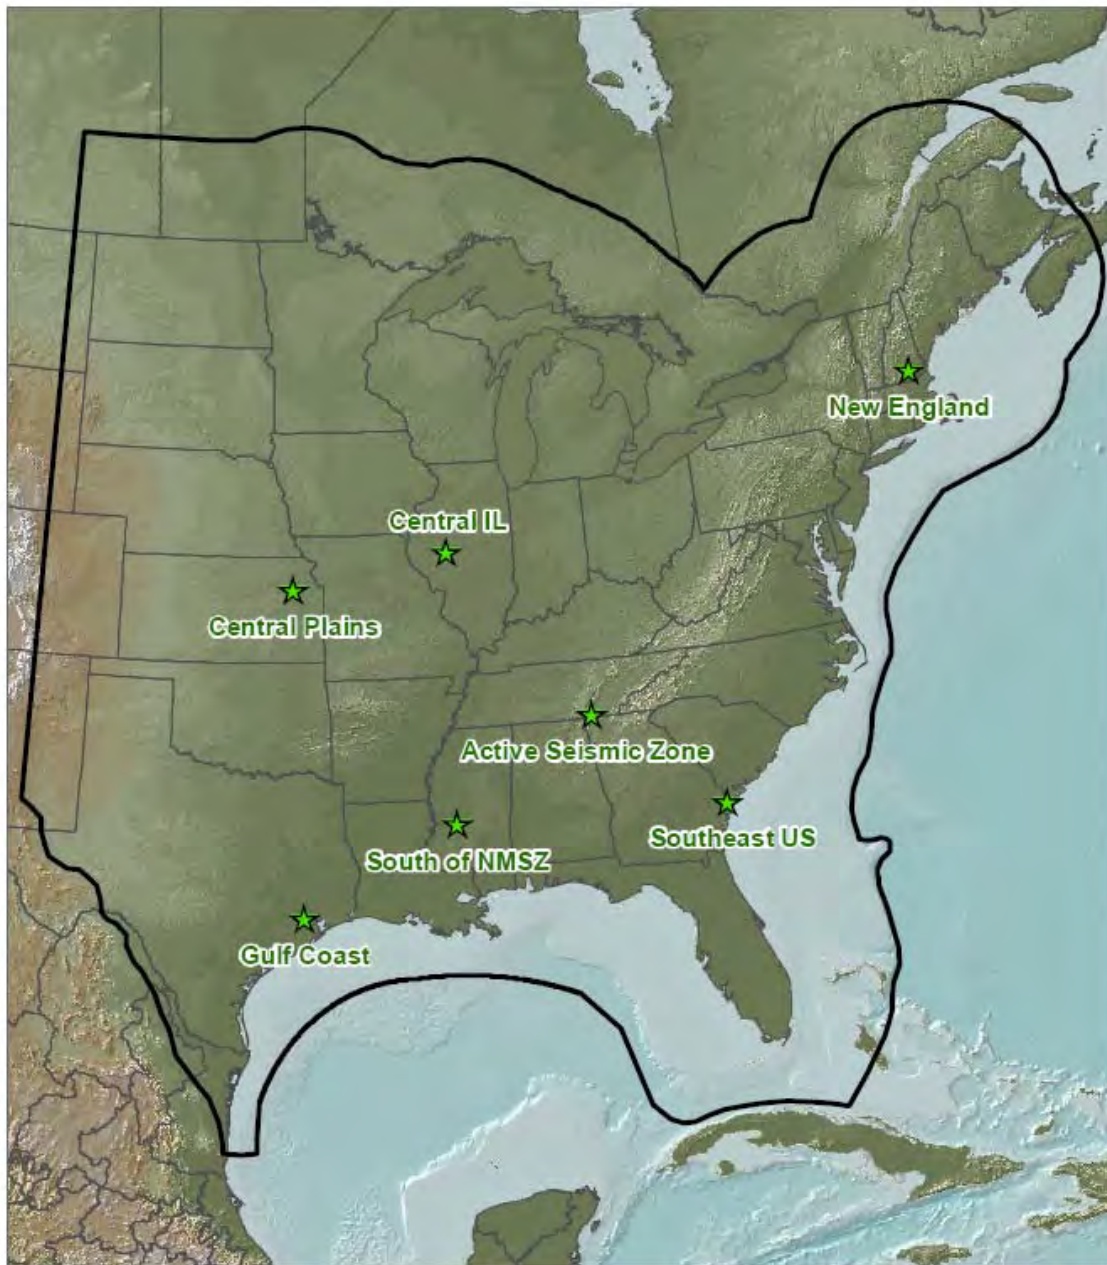 New England
Central IL
Central Plains
Active Seismic Zone
Southeast US
South of NMSZ
Gulf Coast